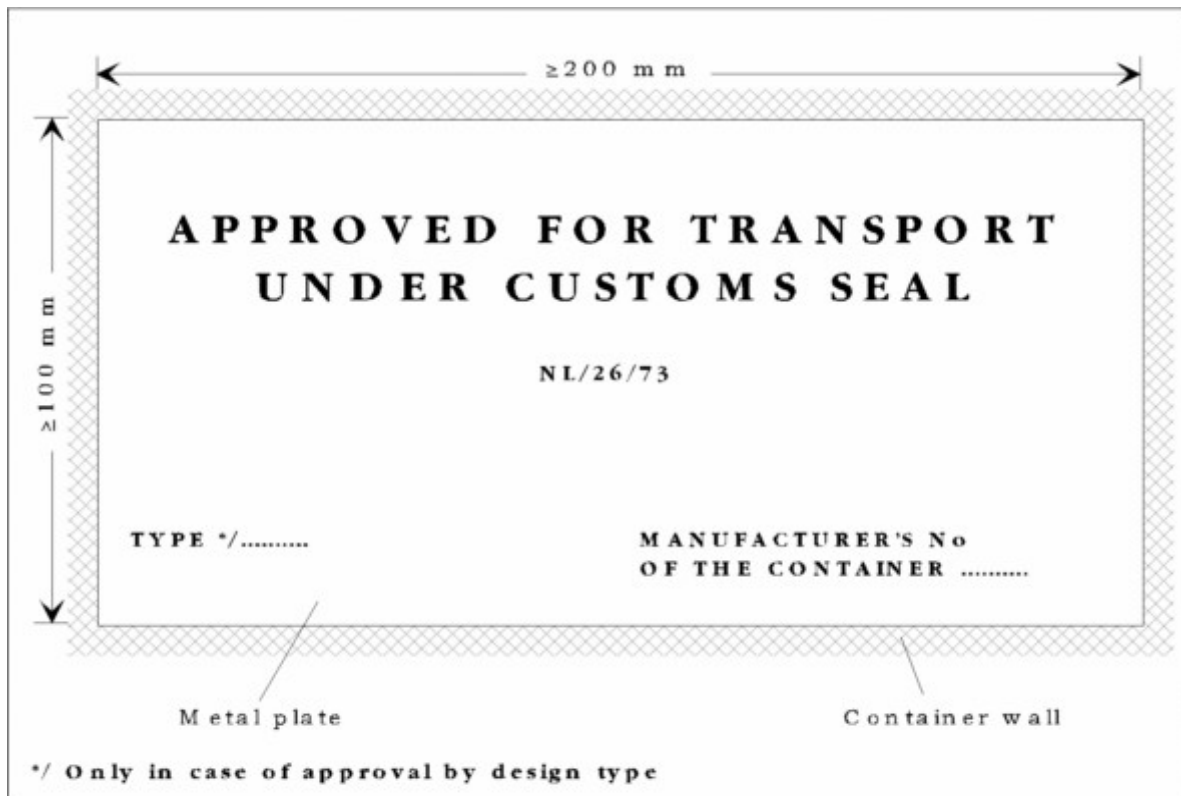 ≥200 mm
≥100 mm
APPROVED FOR TRANSPORT
UNDER CUSTOMS SEAL
NL/26/73
TYPE */..........
MANUFACTURER'S No
OF THE CONTAINER ..........
Metal plate
Container wall
*/ Only in case of approval by design type